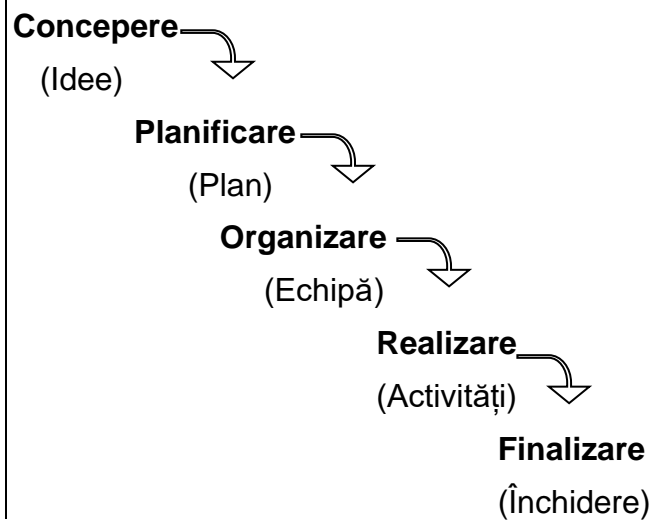 Concepere
(Idee)
Planificare
(Plan)
Organizare
(Echipă)
Realizare
(Activități)
Finalizare
(Închidere)